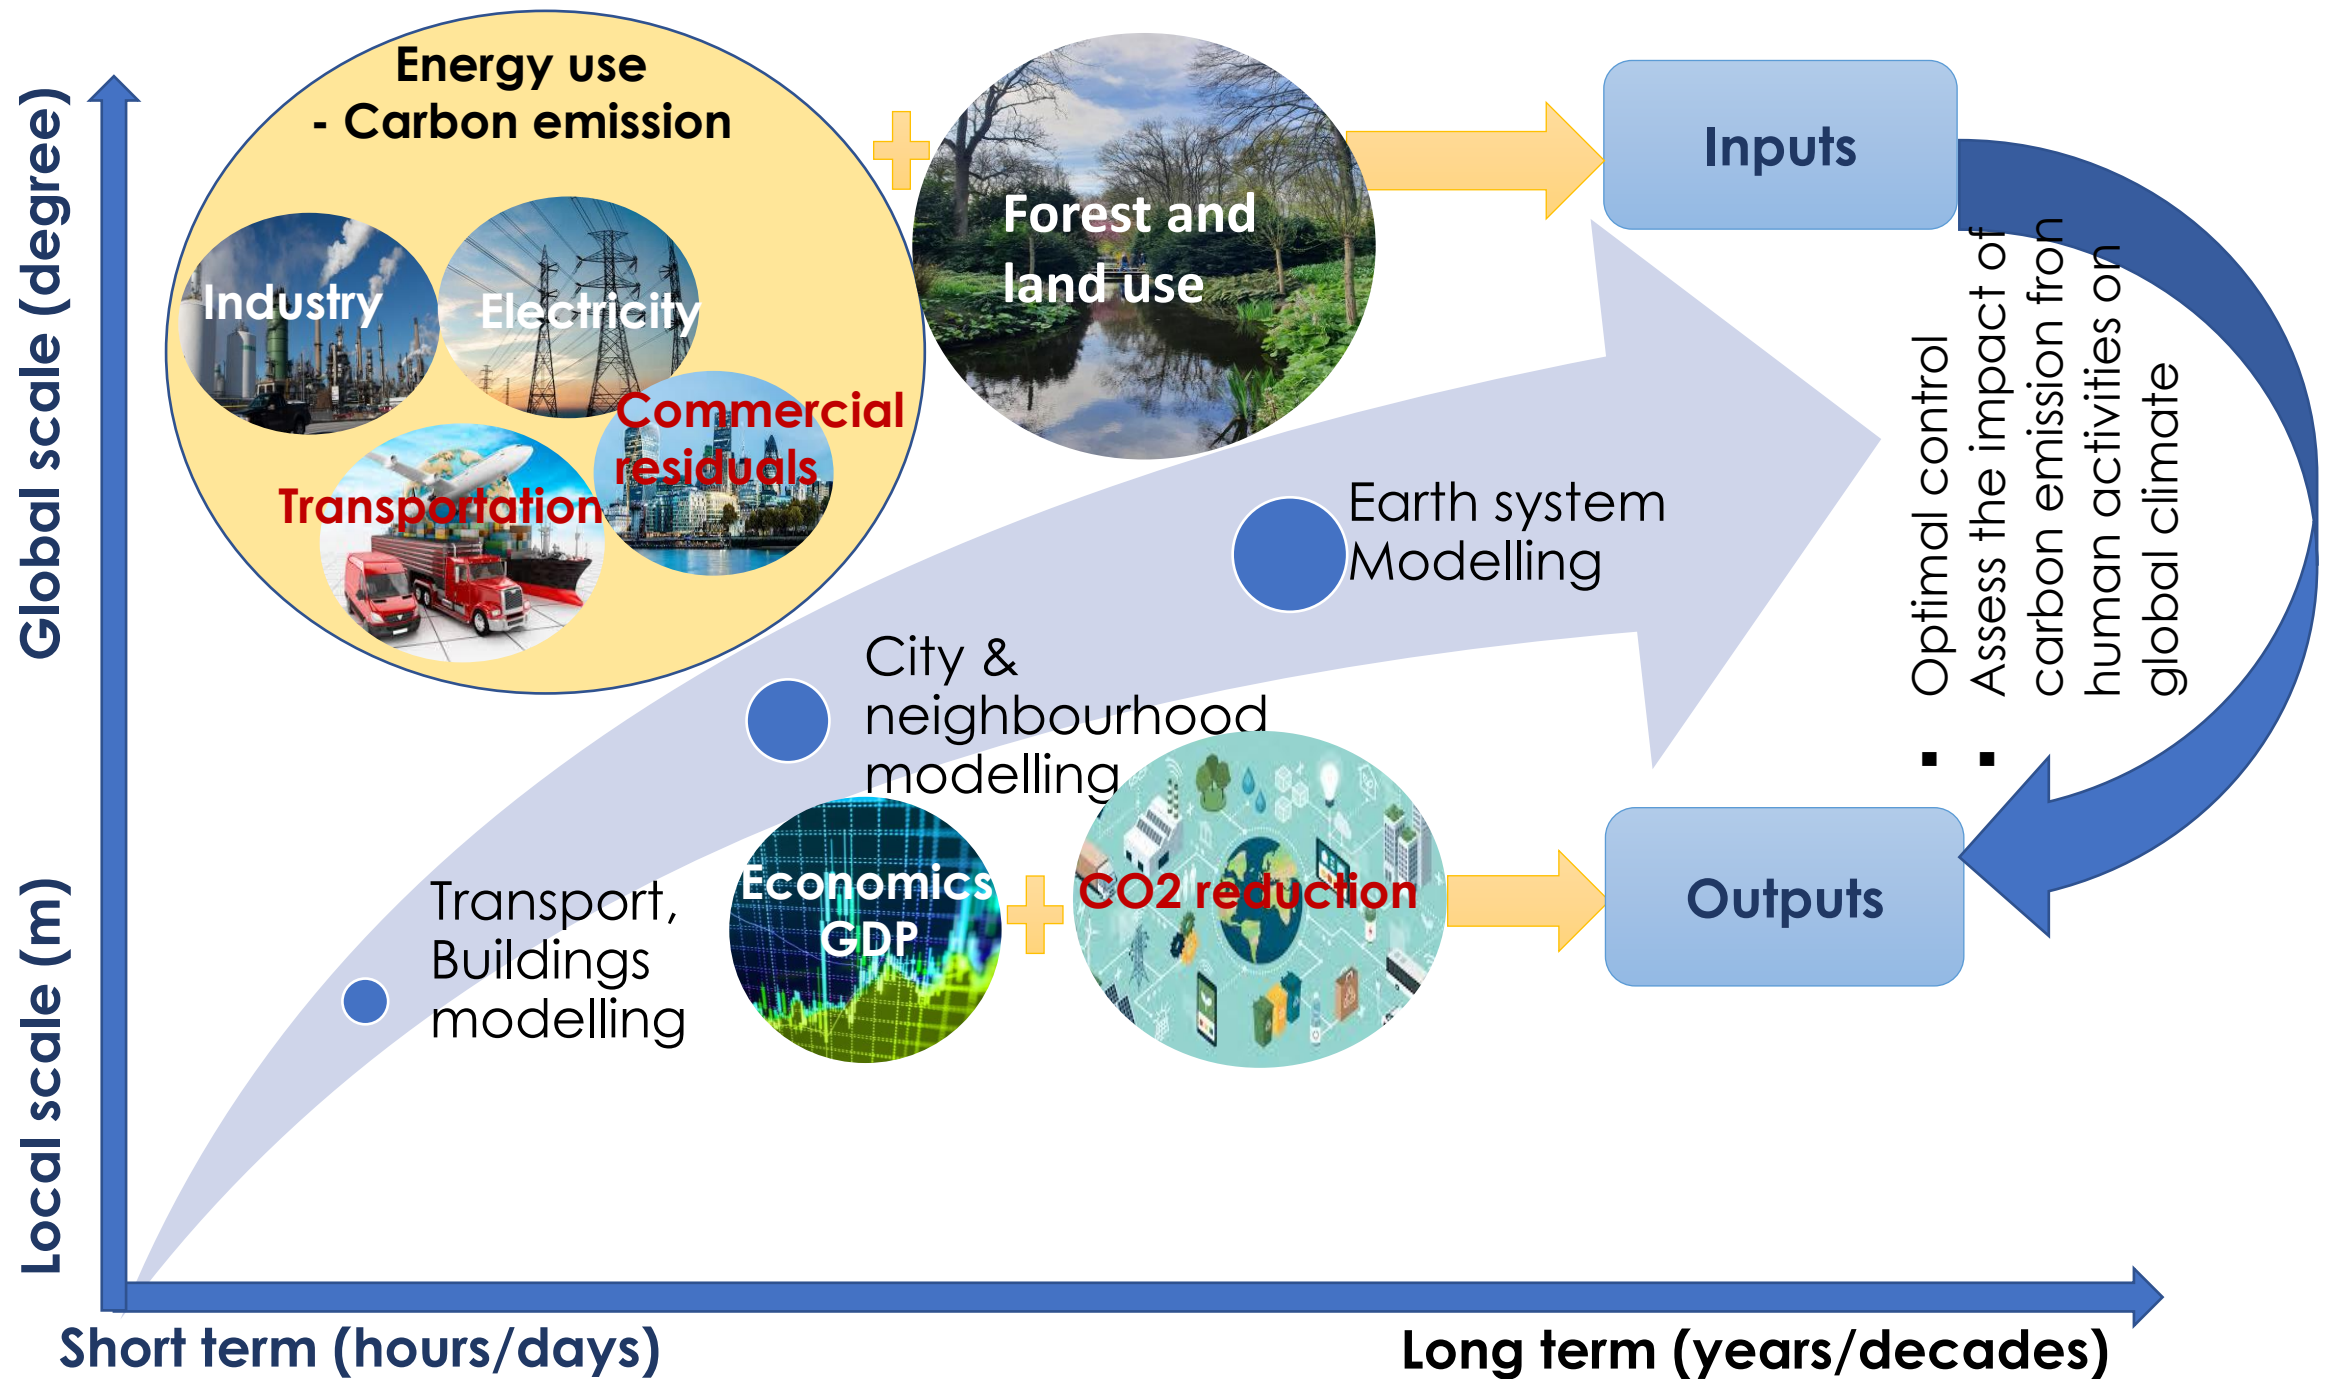 Energy use
- Carbon emission
Industry
Electricity
Commercial
residuals
Transportation
Forest and
land use
Inputs
Optimal control
Assess the impact of
carbon emission fron
human activities on
global climate
Earth system
Modelling
City &
neighbourhood
modelling
Transport,
Buildings
modelling
Economics
GDP
CO2 reduction
Outputs
Global scale (degree)
Local scale (m)
Short term (hours/days)
Long term (years/decades)